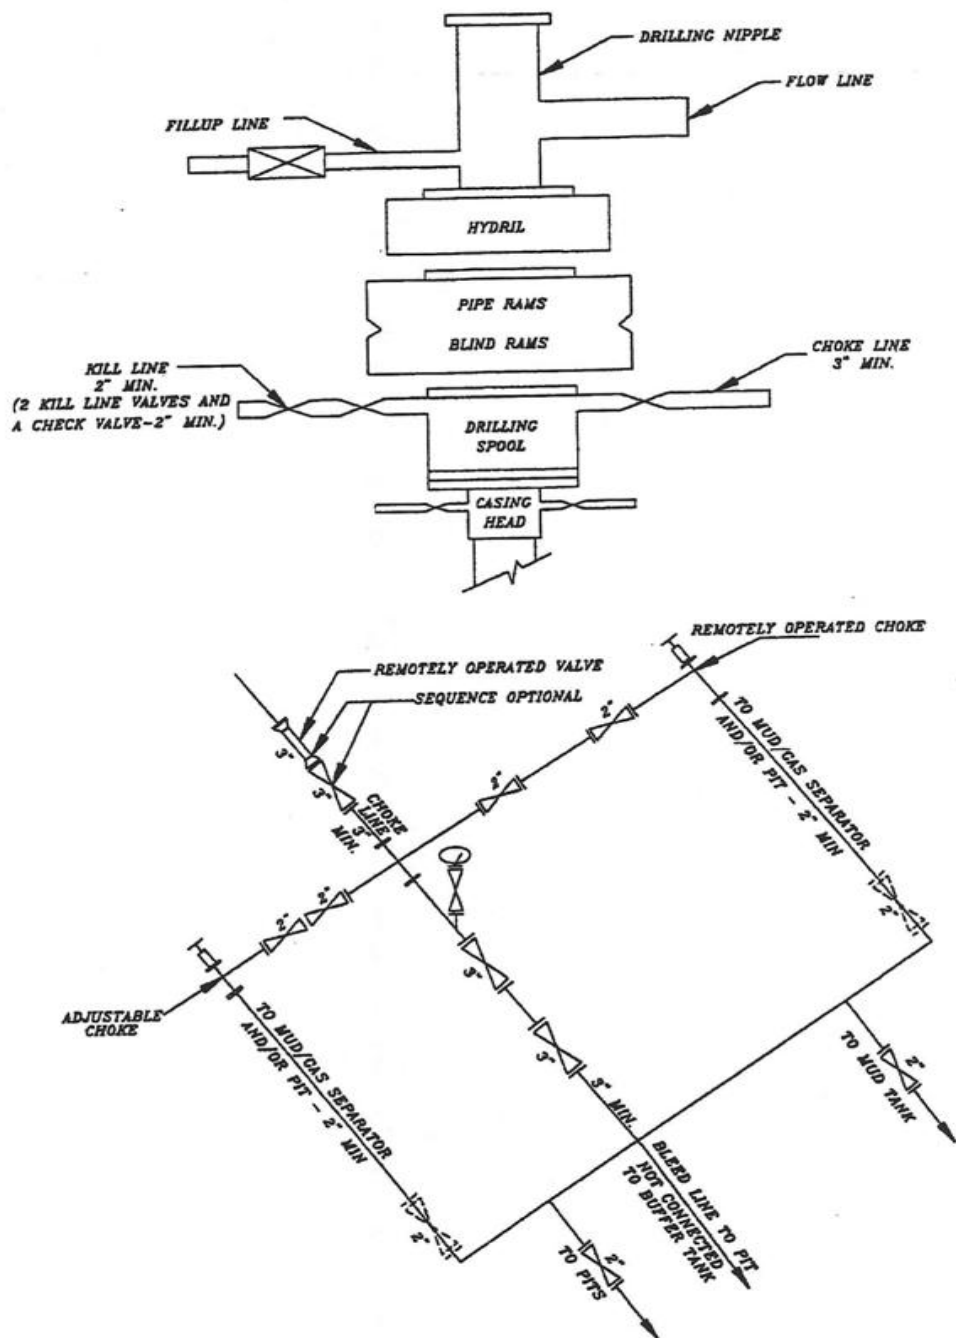 DRILLING NIPPLE
FLOW LINE
FILLUP LINE
HYDRIL
PIPE RAMS
BLIND RAMS
KILL LINE
2" MIN.
(2 KILL LINE VALVES AND
A CHECK VALVE-2" MIN.)
CHOKE LINE
3" MIN.
DRILLING
SPOOL
CASING
HEAD
REMOTELY OPERATED CHOKE
REMOTELY OPERATED VALVE
SEQUENCE OPTIONAL
3"
3"
CHOKE
LINE
3"
MIN.
2"
2"
TO MUD/GAS SEPARATOR
AND/OR PIT - 2" MIN
2"
2"
2"
3"
3"
3" MIN.
ADJUSTABLE
CHOKE
TO MUD/GAS SEPARATOR
AND/OR PIT - 2" MIN
2"
2"
TO MUD TANK
BLEED LINE TO PIT
NOT CONNECTED
TO BUFFER TANK
2"
TO PITS